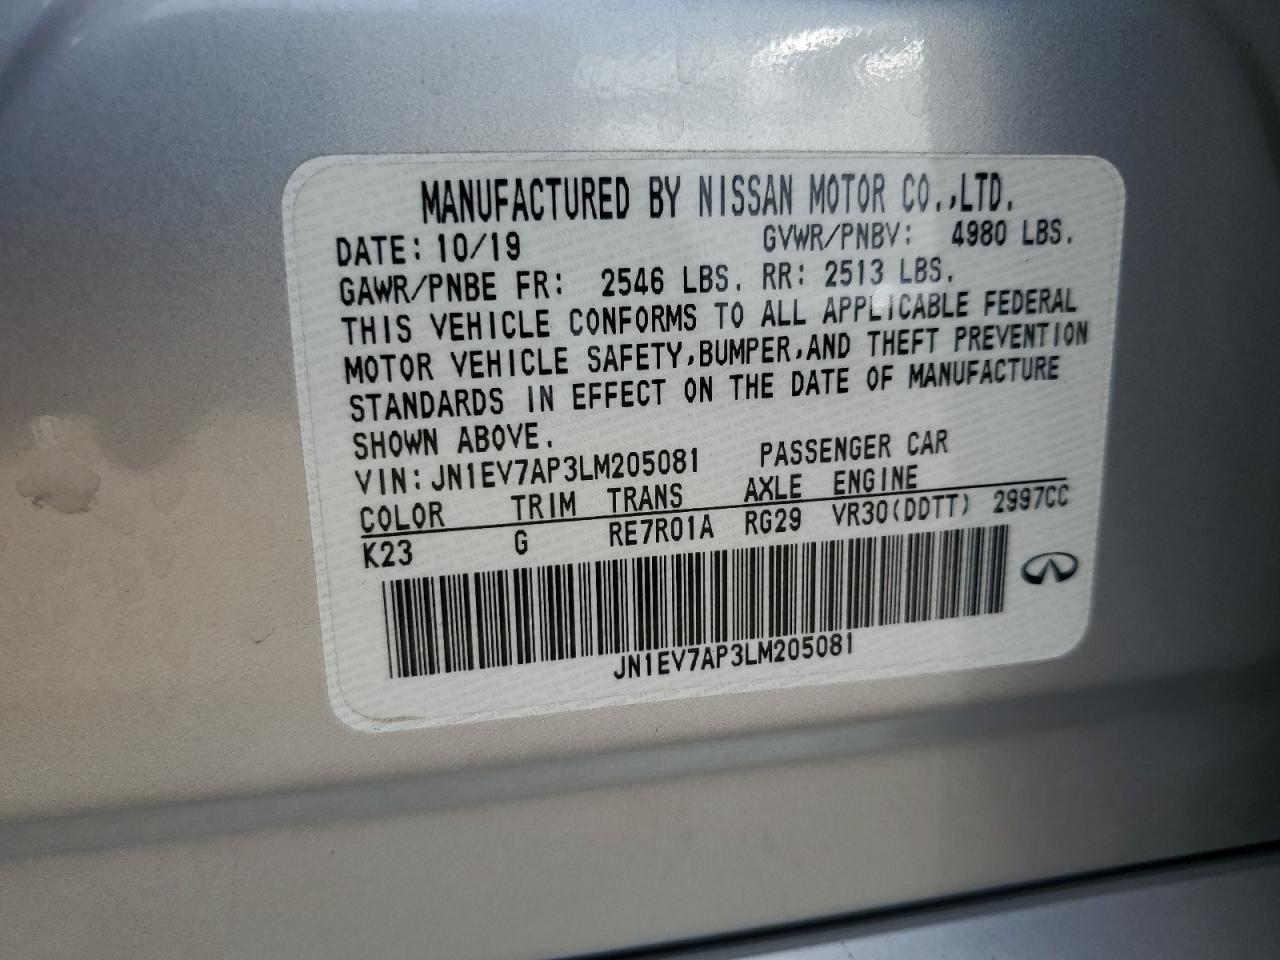 MANUFACTURED BY NISSAN MOTOR CO.,LTD.
DATE: 10/19 GVWR/PNBV: 4980 LBS.
GAWR/PNBE FR: 2546 LBS. RR: 2513 LBS.
THIS VEHICLE CONFORMS TO ALL APPLICABLE FEDERAL
MOTOR VEHICLE SAFETY,BUMPER,AND THEFT PREVENTION
STANDARDS IN EFFECT ON THE DATE OF MANUFACTURE
SHOWN ABOVE.
VIN: JN1EV7AP3LM205081 PASSENGER CAR
COLOR TRIM TRANS AXLE ENGINE
K23 G RE7R01A RG29 VR30(DDTT) 2997CC
JN1EV7AP3LM205081